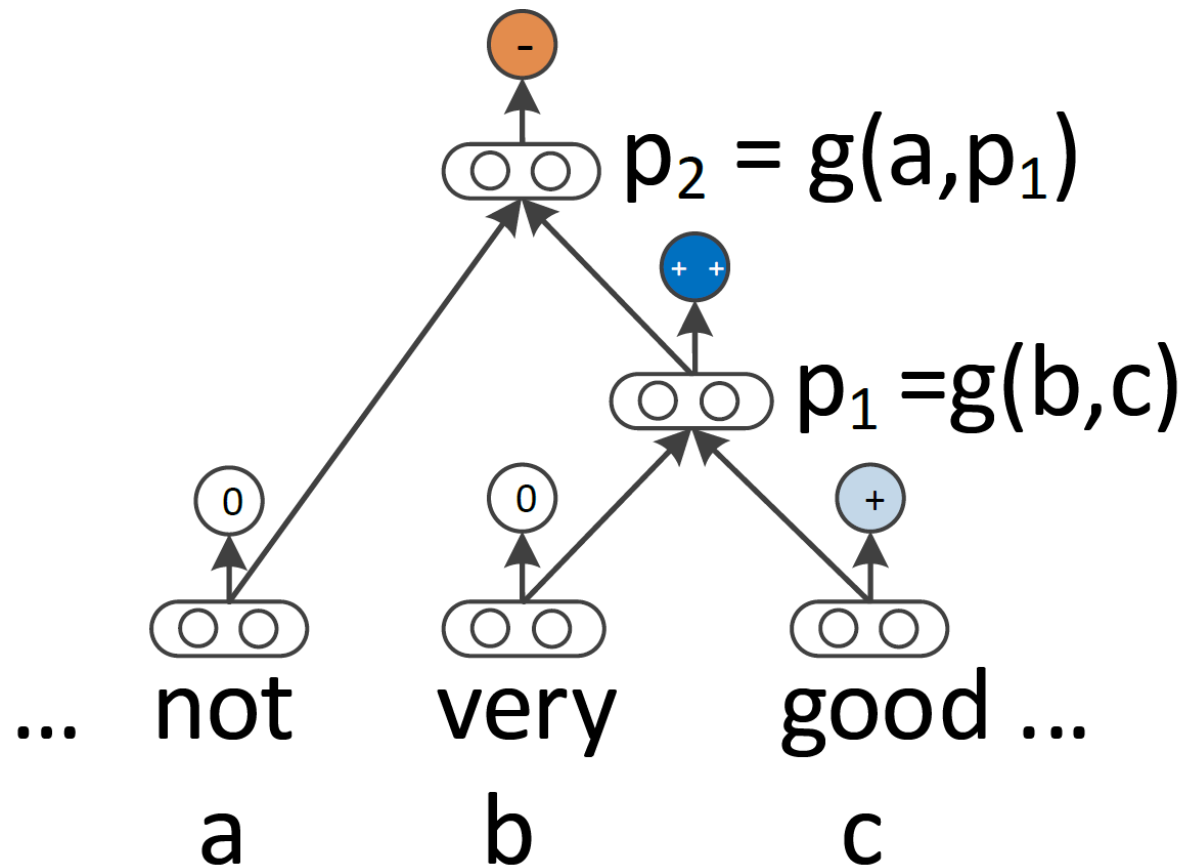 -
p₂ = g(a,p₁)
+ +
p₁ =g(b,c)
0 0 +
... not very good ...
a b c